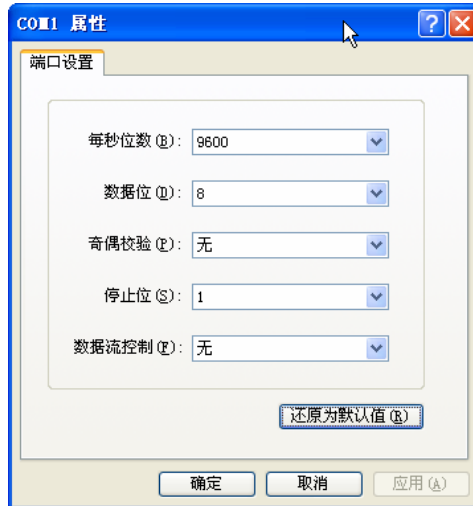 COM1 属性
端口设置
每秒位数(B): 9600
数据位(D): 8
奇偶校验(P): 无
停止位(S): 1
数据流控制(F): 无
还原为默认值(R)
确定 取消 应用(A)